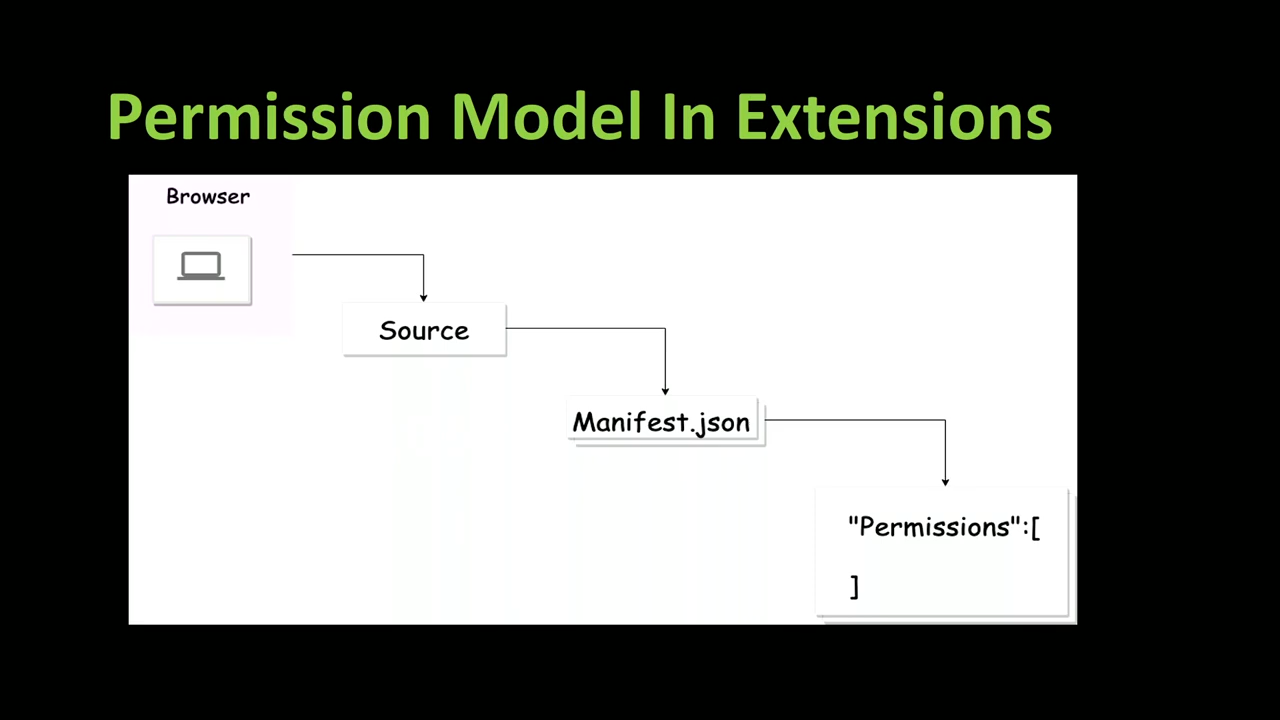 Permission Model In Extensions
Browser
Source
Manifest.json
"Permissions":[
]